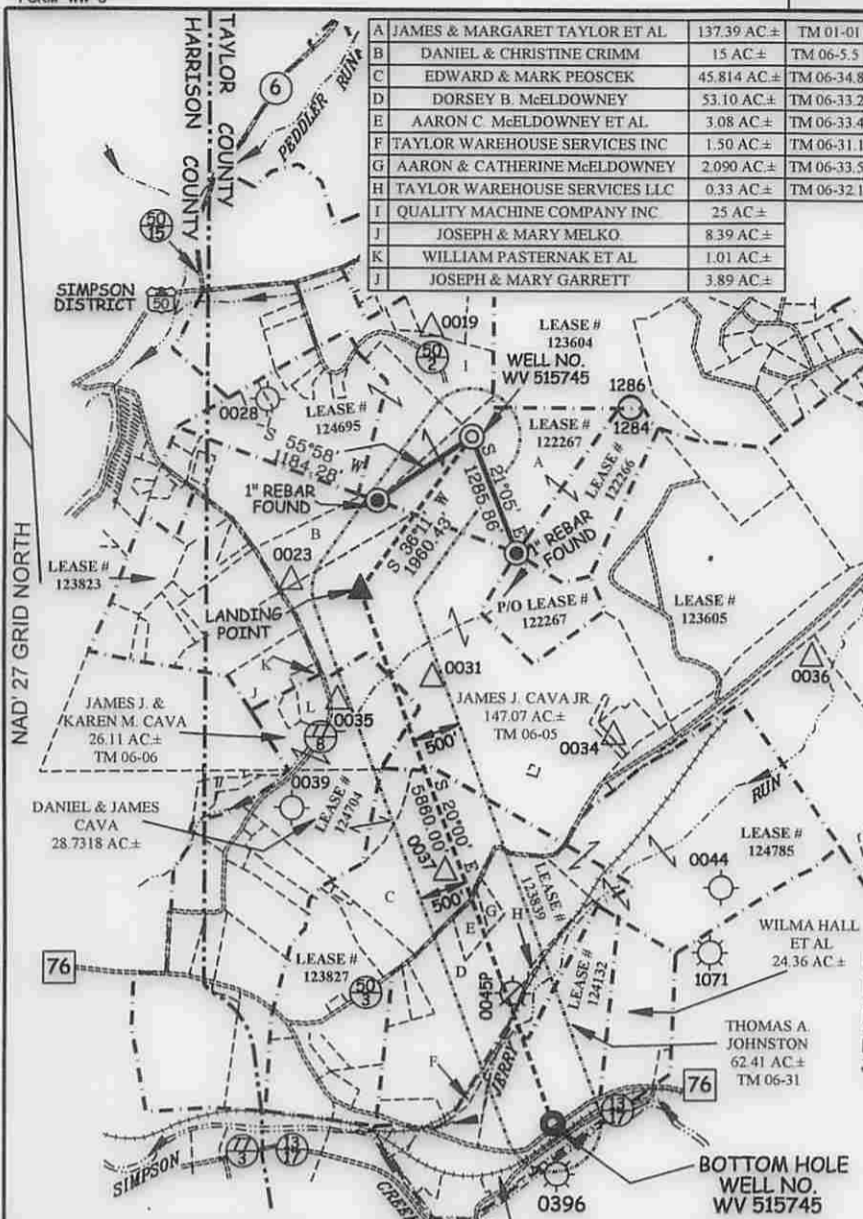 A JAMES & MARGARET TAYLOR ET AL 137.39 AC.± TM 01-01
B DANIEL & CHRISTINE CRIMM 15 AC.± TM 06-5.5
C EDWARD & MARK PEOSCEK 45.814 AC.± TM 06-34.8
D DORSEY B. McELDOWNEY 53.10 AC.± TM 06-33.2
E AARON C. McELDOWNEY ET AL 3.08 AC.± TM 06-33.4
F TAYLOR WAREHOUSE SERVICES INC 1.50 AC.± TM 06-31.1
G AARON & CATHERINE McELDOWNEY 2.090 AC.± TM 06-33.5
H TAYLOR WAREHOUSE SERVICES LLC 0.33 AC.± TM 06-32.1
I QUALITY MACHINE COMPANY INC 25 AC.±
J JOSEPH & MARY MELKO 8.39 AC.±
K WILLIAM PASTERNAK ET AL 1.01 AC.±
J JOSEPH & MARY GARRETT 3.89 AC.±
TAYLOR COUNTY
HARRISON COUNTY
6
PEDDLER RUN
50
15
SIMPSON
DISTRICT
50
0019
50
2
I
LEASE #
123604
WELL NO.
WV 515745
0028
LEASE #
124695
1286
1284
LEASE #
122267
A
LEASE #
122266
S 55°58' W
1184.28'
1" REBAR
FOUND
S 21°05' E
1285.86'
1" REBAR
FOUND
S 36°11' W
1960.43'
B
0023
LEASE #
123823
LANDING
POINT
P/O LEASE #
122267
LEASE #
123605
NAD'27 GRID NORTH
K
J
L
0035
0031
0036
JAMES J. &
KAREN M. CAVA
26.11 AC.±
TM 06-06
77
8
JAMES J. CAVA JR.
147.07 AC.±
TM 06-05
0034
500'
S 20°00' E
5860.00'
0039
LEASE #
124704
DANIEL & JAMES
CAVA
28.7318 AC.±
0037
500'
RUN
LEASE #
124785
0044
C
LEASE #
123839
G
H
E
D
WILMA HALL
ET AL
24.36 AC.±
76
LEASE #
123827
50
3
0045P
LEASE #
124132
1071
THOMAS A.
JOHNSTON
62.41 AC.±
TM 06-31
F
JERRY
76
13
17
77
3
13
17
SIMPSON
CREEK
0396
BOTTOM HOLE
WELL NO.
WV 515745